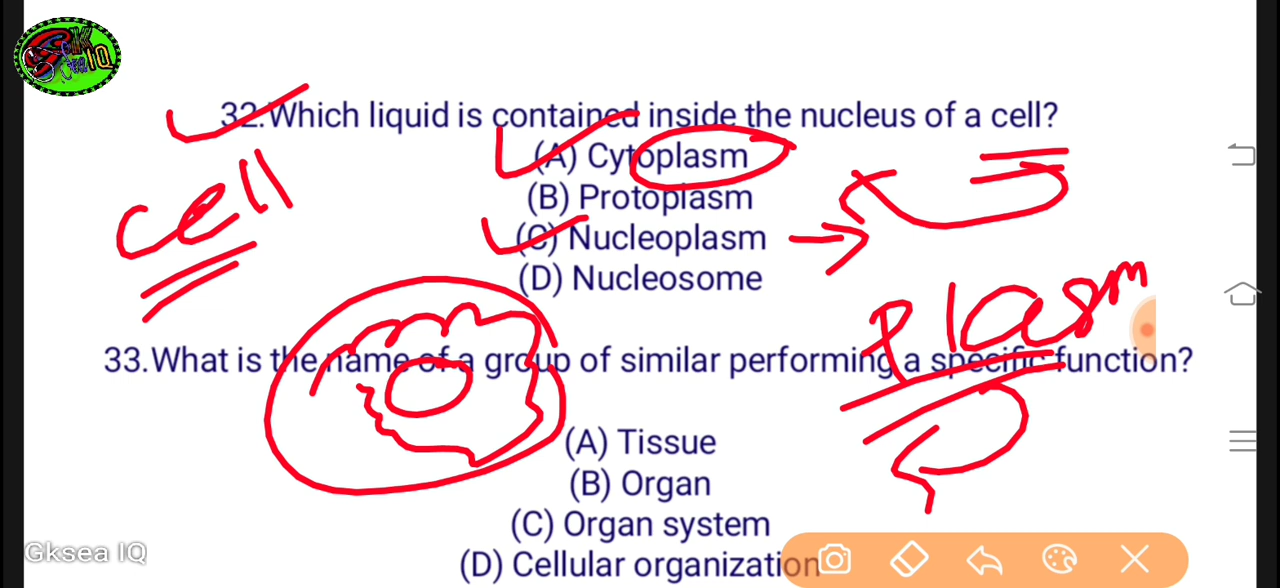 32.Which liquid is contained inside the nucleus of a cell?
(A) Cytoplasm
(B) Protoplasm
(C) Nucleoplasm
(D) Nucleosome
cell
Plasm
33.What is the name of a group of similar performing a specific function?
(A) Tissue
(B) Organ
(C) Organ system
(D) Cellular organization
Gksea IQ